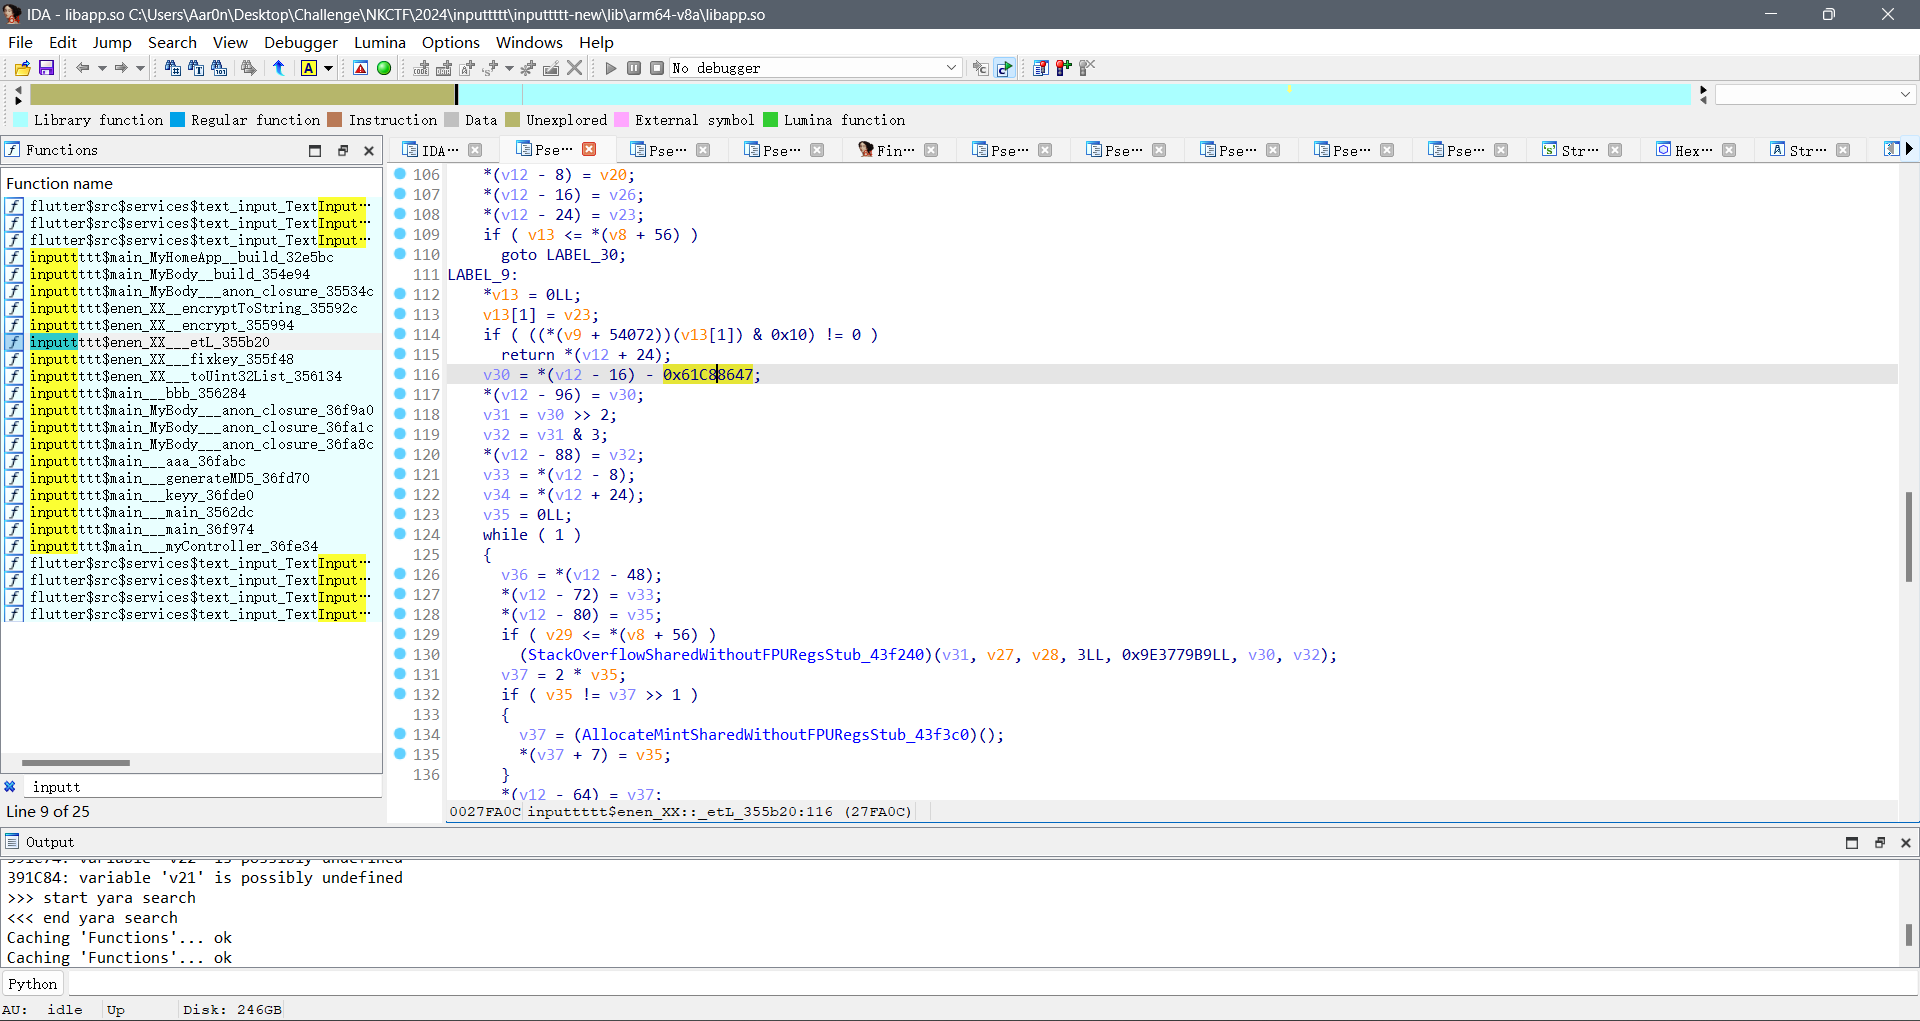 IDA - libapp.so C:\Users\Aar0n\Desktop\Challenge\NKCTF\2024\inputtttt\inputtttt-new\lib\arm64-v8a\libapp.so
File Edit Jump Search View Debugger Lumina Options Windows Help
No debugger
Library function Regular function Instruction Data Unexplored External symbol Lumina function
Functions
IDA… Pse… Pse… Pse… Fin… Pse… Pse… Pse… Pse… Pse… Str… Hex… Str…
Function name
flutter$src$services$text_input_TextInput…
flutter$src$services$text_input_TextInput…
flutter$src$services$text_input_TextInput…
inputtttt$main_MyHomeApp__build_32e5bc
inputtttt$main_MyBody__build_354e94
inputtttt$main_MyBody___anon_closure_35534c
inputtttt$enen_XX__encryptToString_35592c
inputtttt$enen_XX__encrypt_355994
inputtttt$enen_XX___etL_355b20
inputtttt$enen_XX___fixkey_355f48
inputtttt$enen_XX___toUint32List_356134
inputtttt$main___bbb_356284
inputtttt$main_MyBody___anon_closure_36f9a0
inputtttt$main_MyBody___anon_closure_36fa1c
inputtttt$main_MyBody___anon_closure_36fa8c
inputtttt$main___aaa_36fabc
inputtttt$main___generateMD5_36fd70
inputtttt$main___keyy_36fde0
inputtttt$main___main_3562dc
inputtttt$main___main_36f974
inputtttt$main___myController_36fe34
flutter$src$services$text_input_TextInput…
flutter$src$services$text_input_TextInput…
flutter$src$services$text_input_TextInput…
flutter$src$services$text_input_TextInput…
inputt
Line 9 of 25
106 *(v12 - 8) = v20;
107 *(v12 - 16) = v26;
108 *(v12 - 24) = v23;
109 if ( v13 <= *(v8 + 56) )
110 goto LABEL_30;
111 LABEL_9:
112 *v13 = 0LL;
113 v13[1] = v23;
114 if ( ((*(v9 + 54072))(v13[1]) & 0x10) != 0 )
115 return *(v12 + 24);
116 v30 = *(v12 - 16) - 0x61C88647;
117 *(v12 - 96) = v30;
118 v31 = v30 >> 2;
119 v32 = v31 & 3;
120 *(v12 - 88) = v32;
121 v33 = *(v12 - 8);
122 v34 = *(v12 + 24);
123 v35 = 0LL;
124 while ( 1 )
125 {
126 v36 = *(v12 - 48);
127 *(v12 - 72) = v33;
128 *(v12 - 80) = v35;
129 if ( v29 <= *(v8 + 56) )
130 (StackOverflowSharedWithoutFPURegsStub_43f240)(v31, v27, v28, 3LL, 0x9E3779B9LL, v30, v32);
131 v37 = 2 * v35;
132 if ( v35 != v37 >> 1 )
133 {
134 v37 = (AllocateMintSharedWithoutFPURegsStub_43f3c0)();
135 *(v37 + 7) = v35;
136 }
*(v12 - 64) = v37;
0027FA0C inputtttt$enen_XX::_etL_355b20:116 (27FA0C)
Output
391C74: variable 'v22' is possibly undefined
391C84: variable 'v21' is possibly undefined
>>> start yara search
<<< end yara search
Caching 'Functions'... ok
Caching 'Functions'... ok
Python
AU: idle Up Disk: 246GB